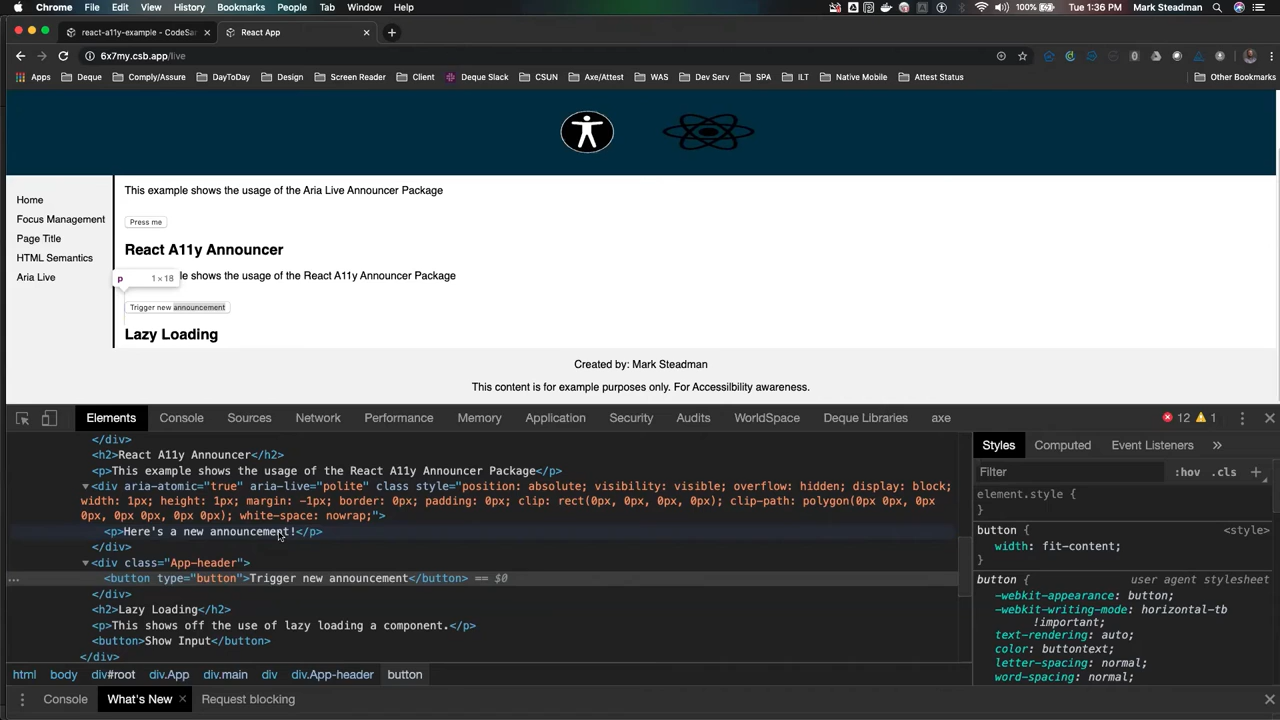 Chrome File Edit View History Bookmarks People Tab Window Help 100% Tue 1:36 PM Mark Steadman
react-a11y-example - CodeSan React App
6x7my.csb.app/live
Apps Deque Comply/Assure DayToDay Design Screen Reader Client Deque Slack CSUN Axe/Attest WAS Dev Serv SPA ILT Native Mobile Attest Status Other Bookmarks
This example shows the usage of the Aria Live Announcer Package
Home
Press me
Focus Management
Page Title
React A11y Announcer
HTML Semantics
Aria Live
p 1 × 18
le shows the usage of the React A11y Announcer Package
Trigger new announcement
Lazy Loading
Created by: Mark Steadman
This content is for example purposes only. For Accessilbility awareness.
Elements Console Sources Network Performance Memory Application Security Audits WorldSpace Deque Libraries axe 12 1
</div>
<h2>React A11y Announcer</h2>
<p>This example shows the usage of the React A11y Announcer Package</p>
<div aria-atomic="true" aria-live="polite" class style="position: absolute; visibility: visible; overflow: hidden; display: block;
width: 1px; height: 1px; margin: -1px; border: 0px; padding: 0px; clip: rect(0px, 0px, 0px, 0px); clip-path: polygon(0px 0px, 0px
0px, 0px 0px, 0px 0px); white-space: nowrap;">
<p>Here's a new announcement!</p>
</div>
<div class="App-header">
<button type="button">Trigger new announcement</button> == $0
</div>
<h2>Lazy Loading</h2>
<p>This shows off the use of lazy loading a component.</p>
<button>Show Input</button>
</div>
html body div#root div.App div.main div div.App-header button
Styles Computed Event Listeners »
Filter :hov .cls +
element.style {
}
button { <style>
width: fit-content;
}
button { user agent stylesheet
-webkit-appearance: button;
-webkit-writing-mode: horizontal-tb
!important;
text-rendering: auto;
color: buttontext;
letter-spacing: normal;
word-spacing: normal;
Console What's New Request blocking